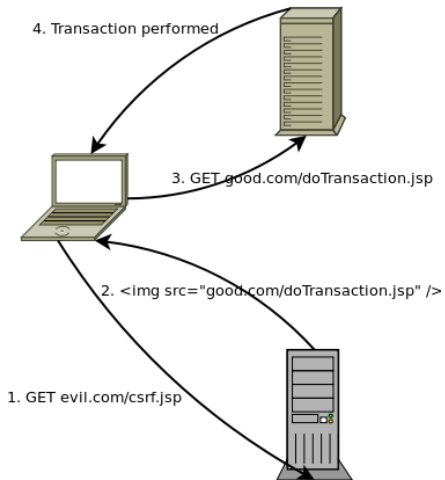 4. Transaction performed
3. GET good.com/doTransaction.jsp
2. <img src="good.com/doTransaction.jsp" />
1. GET evil.com/csrf.jsp